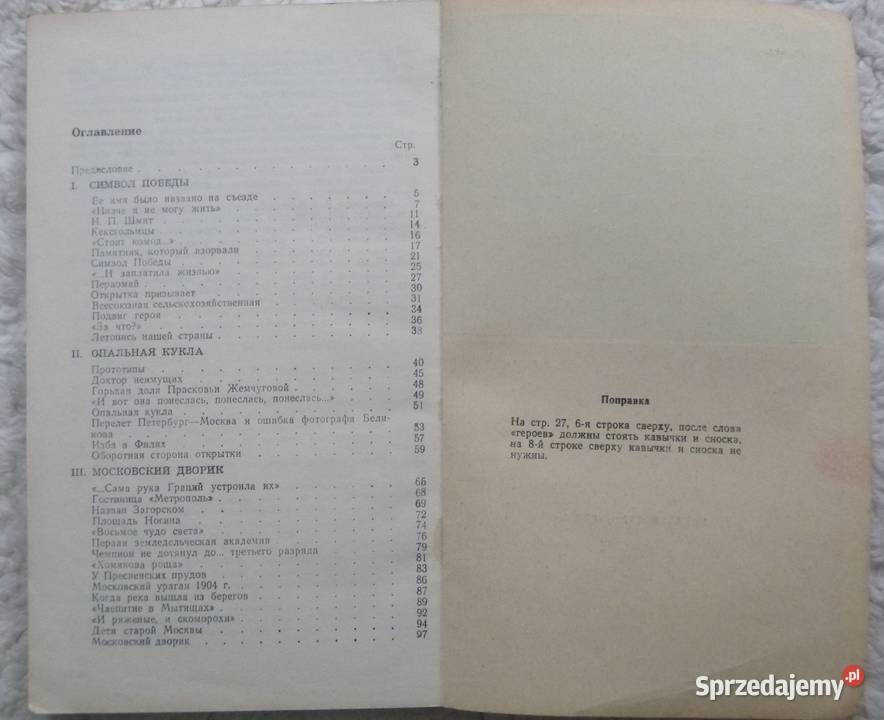 Оглавление
Стр.
Предисловие 3
I. СИМВОЛ ПОБЕДЫ
Ее имя было названо на съезде 6
«Иначе я не могу жить» 7
Н. П. Шмит 11
Кексгольмцы 14
«Стоит комод...» 16
Памятник, который взорвали 17
Символ Победы 21
«...И заплатила жизнью» 25
Первомай 27
Открытка призывает 30
Всесоюзная сельскохозяйственная 31
Подвиг героя 34
«За что?» 36
Летопись нашей страны 38
II. ОПАЛЬНАЯ КУКЛА
Прототипы 40
Доктор неимущих 45
Горькая доля Прасковьи Жемчуговой 48
«И вот она понеслась, понеслась, понеслась...» 49
Опальная кукла 51
Перелет Петербург—Москва и ошибка фотографа Бели-
кова 53
Изба в Филях 57
Оборотная сторона открытки 59
III. МОСКОВСКИЙ ДВОРИК
«...Сама рука Граций устроила их» 66
Гостиница «Метрополь» 68
Назван Загорском 69
Площадь Ногина 72
«Восьмое чудо света» 74
Первая земледельческая академия 76
Чемпион не дотянул до... третьего разряда 79
«Хомякова роща» 81
У Пресненских прудов 83
Московский ураган 1904 г. 86
Когда река вышла из берегов 87
«Чаепитие в Мытищах» 89
«И ряженые, и скоморохи» 92
Дети старой Москвы 94
Московский дворик 97
Поправка
На стр. 27, 6-я строка сверху, после слова
«героев» должны стоять кавычки и сноска,
на 8-й строке сверху кавычки и сноска не
нужны.
Sprzedajemy.pl